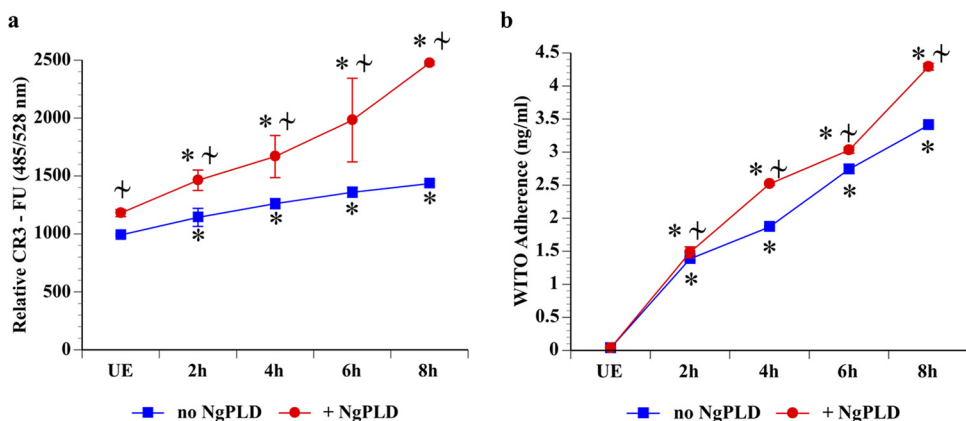 a
Relative CR3 - FU (485/528 nm)
2500
2000
1500
1000
500
0
UE 2h 4h 6h 8h
* ~
* ~
* ~
* ~
~
* * * *
no NgPLD + NgPLD
b
WITO Adherence (ng/ml)
4.5
4
3.5
3
2.5
2
1.5
1
0.5
0
UE 2h 4h 6h 8h
* ~
* ~
* ~
* ~
* * * *
no NgPLD + NgPLD